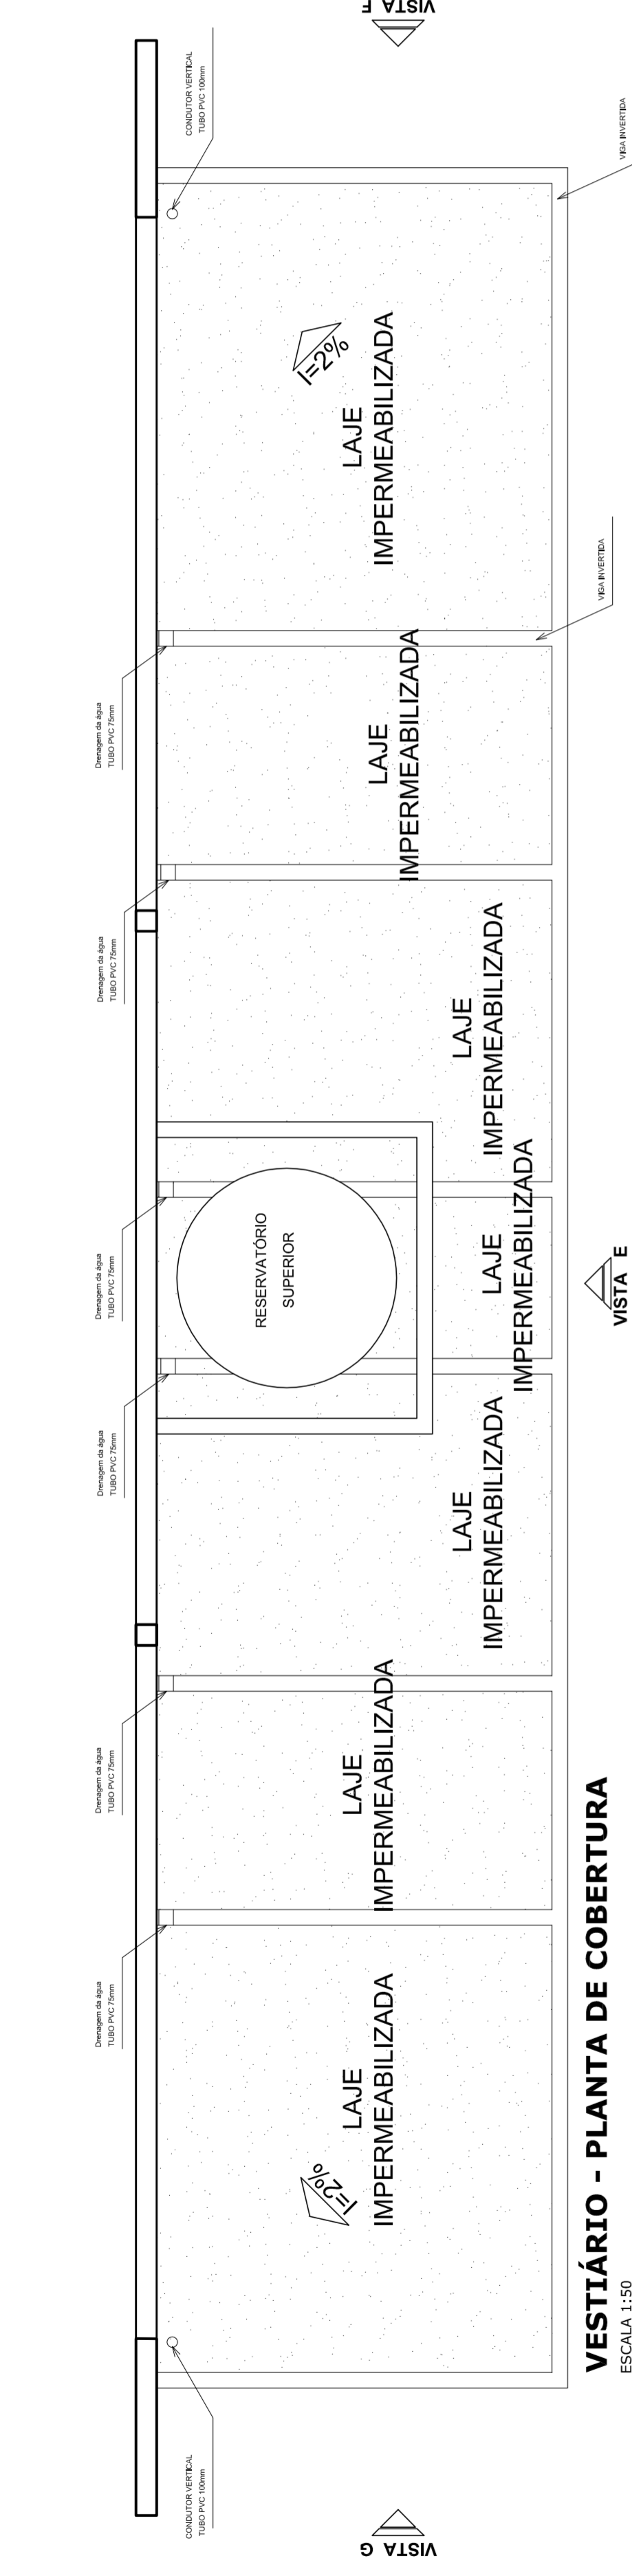 CONDUTOR VERTICAL
TUBO PVC 100mm
Drenagem da água
TUBO PVC 75mm
Drenagem da água
TUBO PVC 75mm
Drenagem da água
TUBO PVC 75mm
Drenagem da água
TUBO PVC 75mm
Drenagem da água
TUBO PVC 75mm
Drenagem da água
TUBO PVC 75mm
CONDUTOR VERTICAL
TUBO PVC 100mm
VISTA G
I=2%
LAJE
IMPERMEABILIZADA
LAJE
IMPERMEABILIZADA
LAJE
IMPERMEABILIZADA
RESERVATÓRIO
SUPERIOR
LAJE
IMPERMEABILIZADA
LAJE
IMPERMEABILIZADA
LAJE
IMPERMEABILIZADA
I=2%
LAJE
IMPERMEABILIZADA
VISTA F
VIGA INVERTIDA
VIGA INVERTIDA
VISTA E
VESTIÁRIO - PLANTA DE COBERTURA
ESCALA 1:50